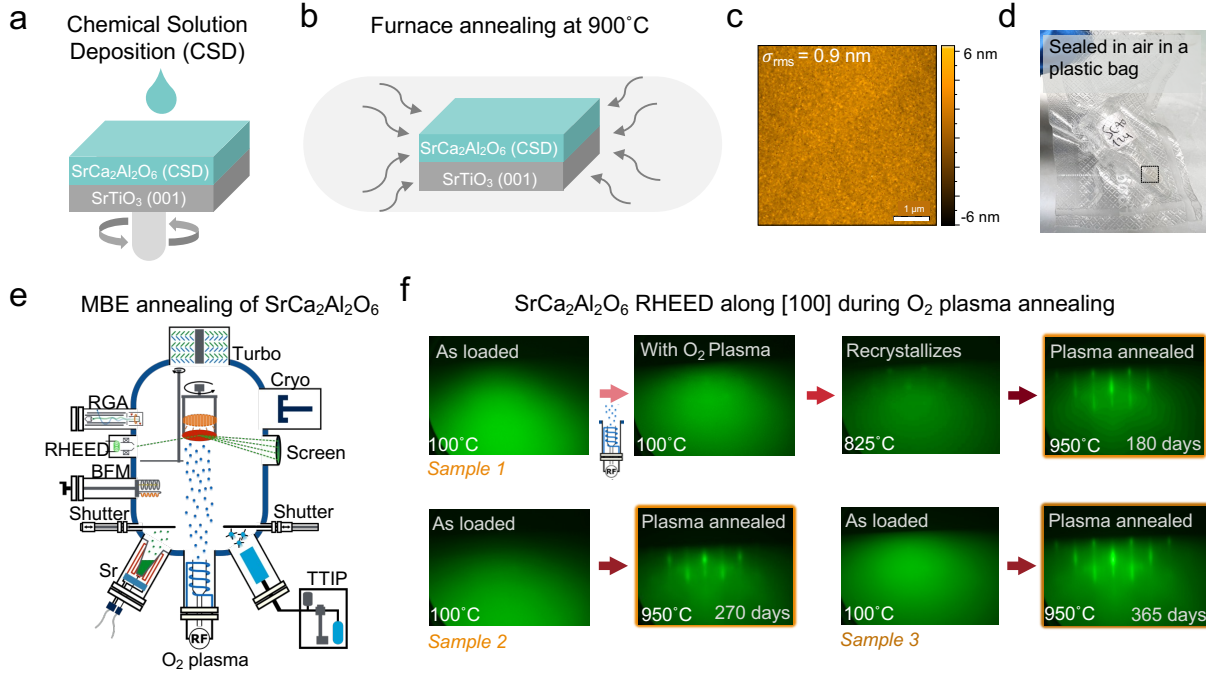 a
Chemical Solution
Deposition (CSD)
SrCa₂Al₂O₆ (CSD)
SrTiO₃ (001)
b
Furnace annealing at 900˚C
SrCa₂Al₂O₆ (CSD)
SrTiO₃ (001)
c
σrms = 0.9 nm
6 nm
-6 nm
1 µm
d
Sealed in air in a
plastic bag
e
MBE annealing of SrCa₂Al₂O₆
Turbo
Cryo
RGA
RHEED
Screen
BFM
Shutter
Shutter
Sr
TTIP
RF
O₂ plasma
f
SrCa₂Al₂O₆ RHEED along [100] during O₂ plasma annealing
As loaded
100˚C
Sample 1
RF
With O₂ Plasma
100˚C
Recrystallizes
825˚C
Plasma annealed
950˚C
180 days
As loaded
100˚C
Sample 2
Plasma annealed
950˚C
270 days
As loaded
100˚C
Sample 3
Plasma annealed
950˚C
365 days